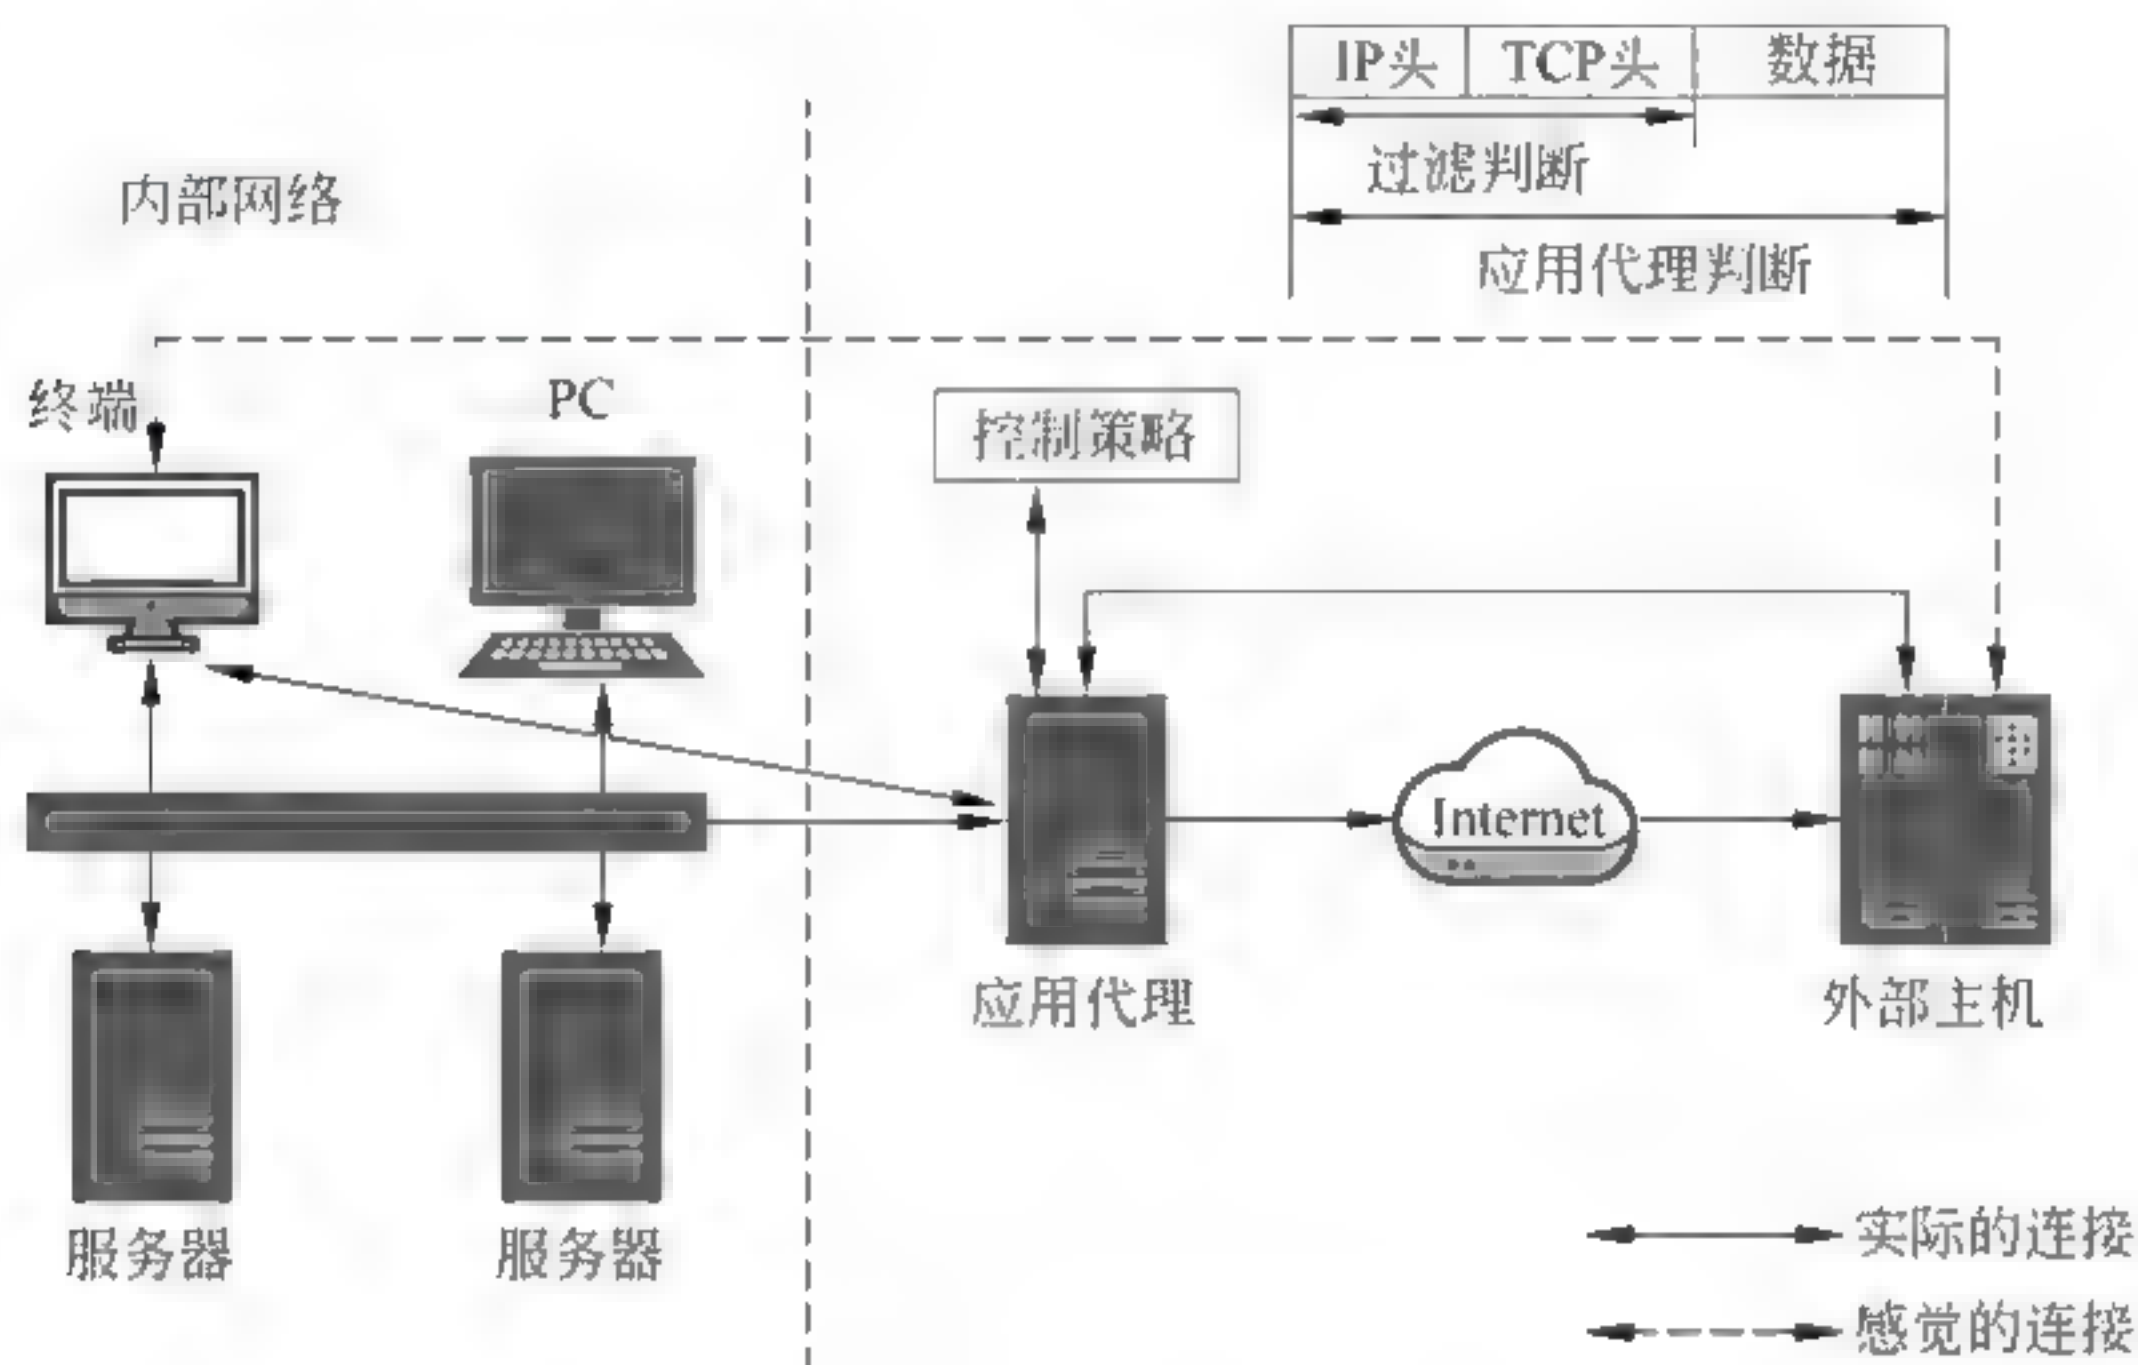 IP头 TCP头 数据
过滤判断
应用代理判断
内部网络
终端
PC
控制策略
Internet
应用代理
外部主机
服务器
服务器
实际的连接
感觉的连接